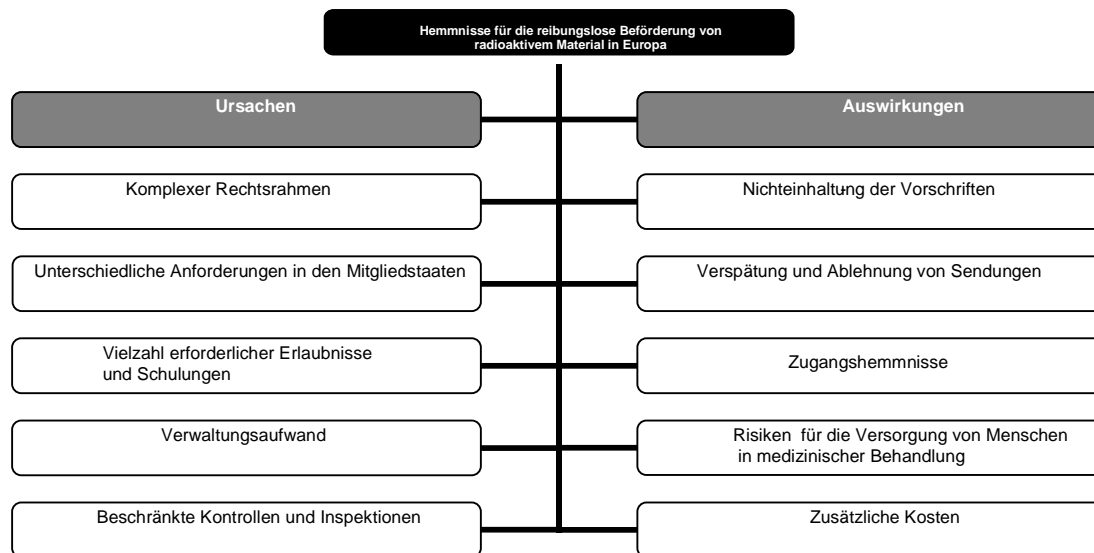 Hemmnisse für die reibungslose Beförderung von
radioaktivem Material in Europa
Ursachen
Auswirkungen
Komplexer Rechtsrahmen
Nichteinhaltung der Vorschriften
Unterschiedliche Anforderungen in den Mitgliedstaaten
Verspätung und Ablehnung von Sendungen
Vielzahl erforderlicher Erlaubnisse
und Schulungen
Zugangshemmnisse
Verwaltungsaufwand
Risiken für die Versorgung von Menschen
in medizinischer Behandlung
Beschränkte Kontrollen und Inspektionen
Zusätzliche Kosten